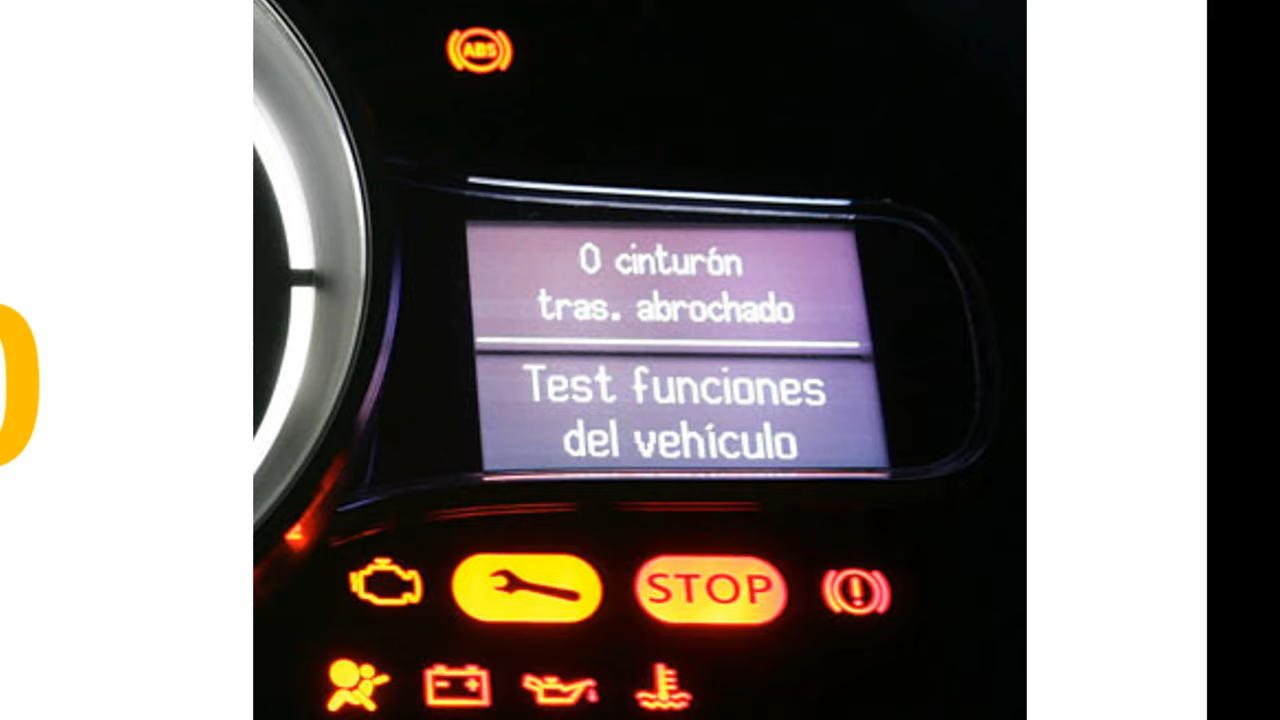 ABS
0 cinturón
tras. abrochado
Test funciones
del vehículo
STOP